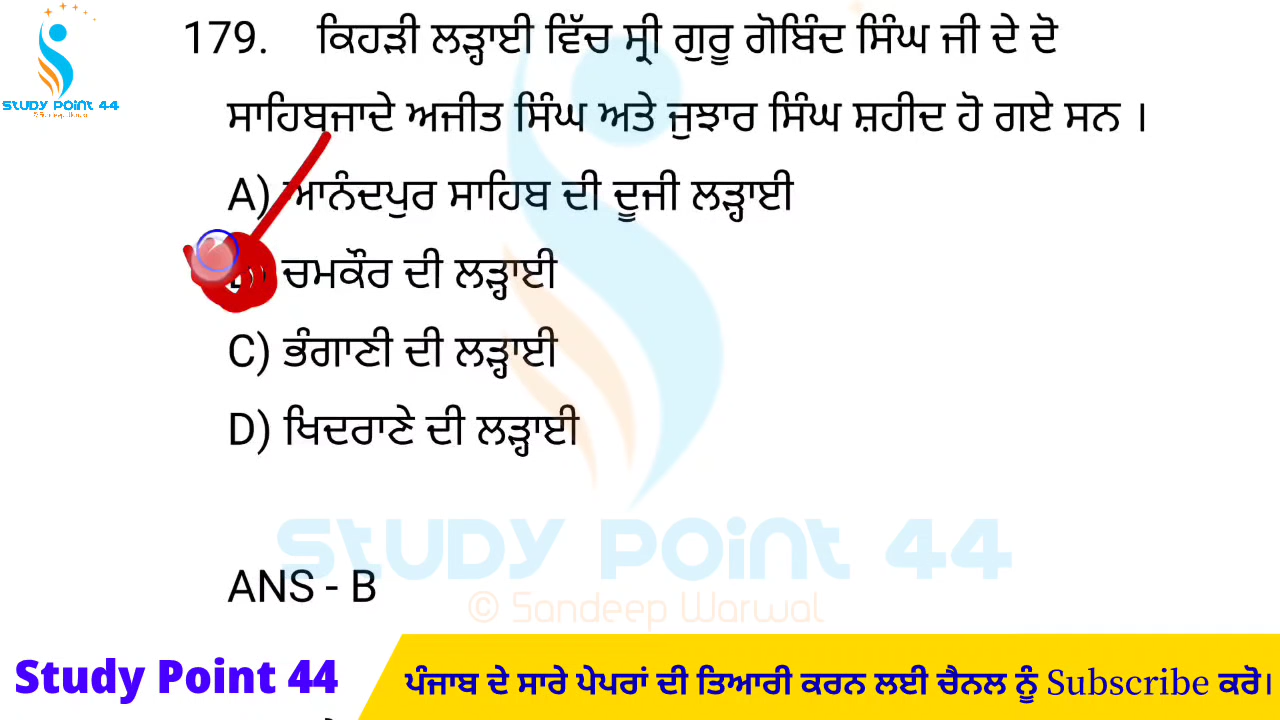 STUDY POINT 44
179. ਕਿਹੜੀ ਲੜ੍ਹਾਈ ਵਿੱਚ ਸ੍ਰੀ ਗੁਰੂ ਗੋਬਿੰਦ ਸਿੰਘ ਜੀ ਦੇ ਦੋ
ਸਾਹਿਬਜਾਦੇ ਅਜੀਤ ਸਿੰਘ ਅਤੇ ਜੁਝਾਰ ਸਿੰਘ ਸ਼ਹੀਦ ਹੋ ਗਏ ਸਨ ।
A) ਆਨੰਦਪੁਰ ਸਾਹਿਬ ਦੀ ਦੂਜੀ ਲੜ੍ਹਾਈ
ਚਮਕੌਰ ਦੀ ਲੜ੍ਹਾਈ
C) ਭੰਗਾਣੀ ਦੀ ਲੜ੍ਹਾਈ
D) ਖਿਦਰਾਣੇ ਦੀ ਲੜ੍ਹਾਈ
STUDY POINT 44
ANS - B
© Sandeep Warwal
Study Point 44
ਪੰਜਾਬ ਦੇ ਸਾਰੇ ਪੇਪਰਾਂ ਦੀ ਤਿਆਰੀ ਕਰਨ ਲਈ ਚੈਨਲ ਨੂੰ Subscribe ਕਰੋ।